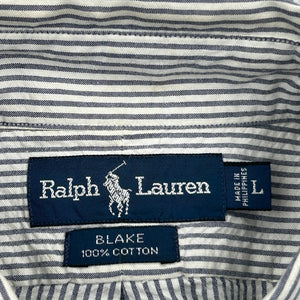 Ralph Lauren
MADE IN
PHILIPPINES
L
BLAKE
100% COTTON